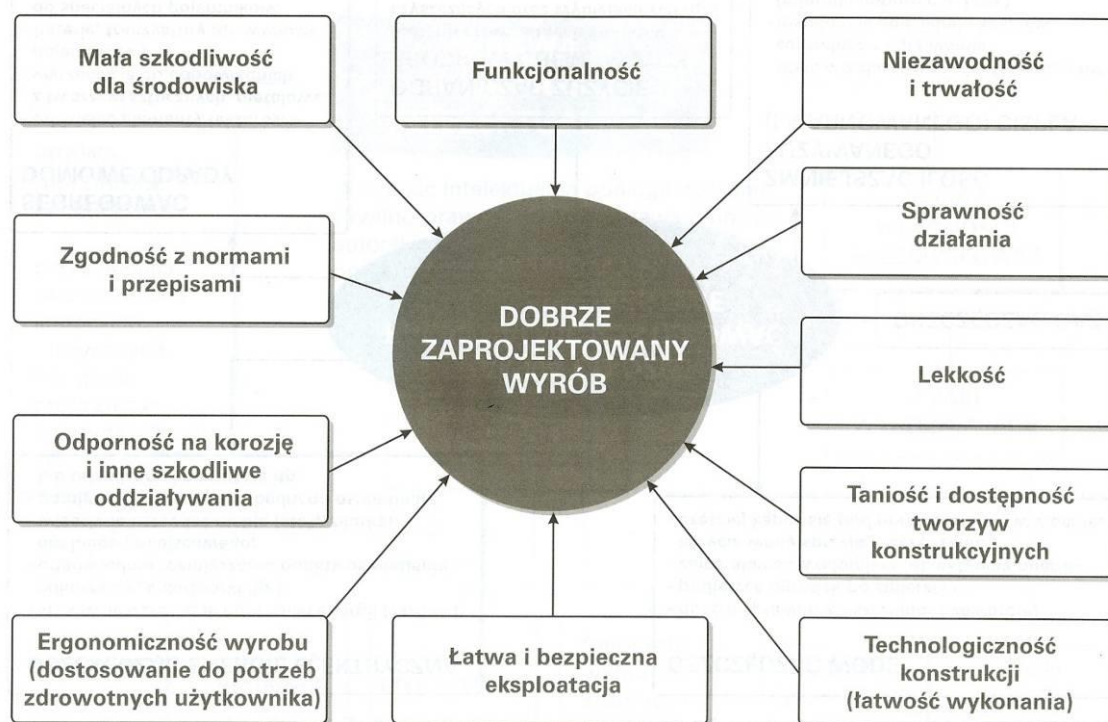 Mała szkodliwość
dla środowiska
Funkcjonalność
Niezawodność
i trwałość
Zgodność z normami
i przepisami
Sprawność
działania
DOBRZE
ZAPROJEKTOWANY
WYRÓB
Lekkość
Odporność na korozję
i inne szkodliwe
oddziaływania
Taniość i dostępność
tworzyw
konstrukcyjnych
Ergonomiczność wyrobu
(dostosowanie do potrzeb
zdrowotnych użytkownika)
Łatwa i bezpieczna
eksploatacja
Technologiczność
konstrukcji
(łatwość wykonania)